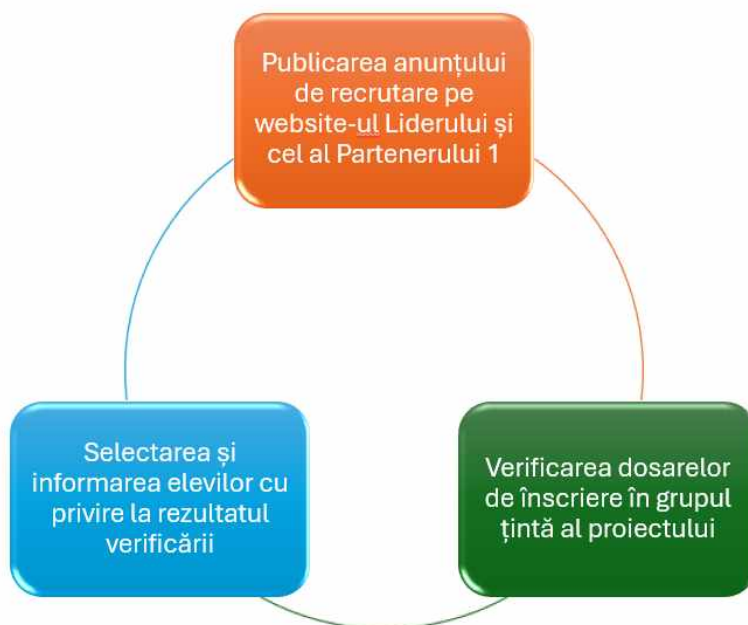 Publicarea anunțului
de recrutare pe
website-ul Liderului și
cel al Partenerului 1
Verificarea dosarelor
de înscriere în grupul
țintă al proiectului
Selectarea și
informarea elevilor cu
privire la rezultatul
verificării